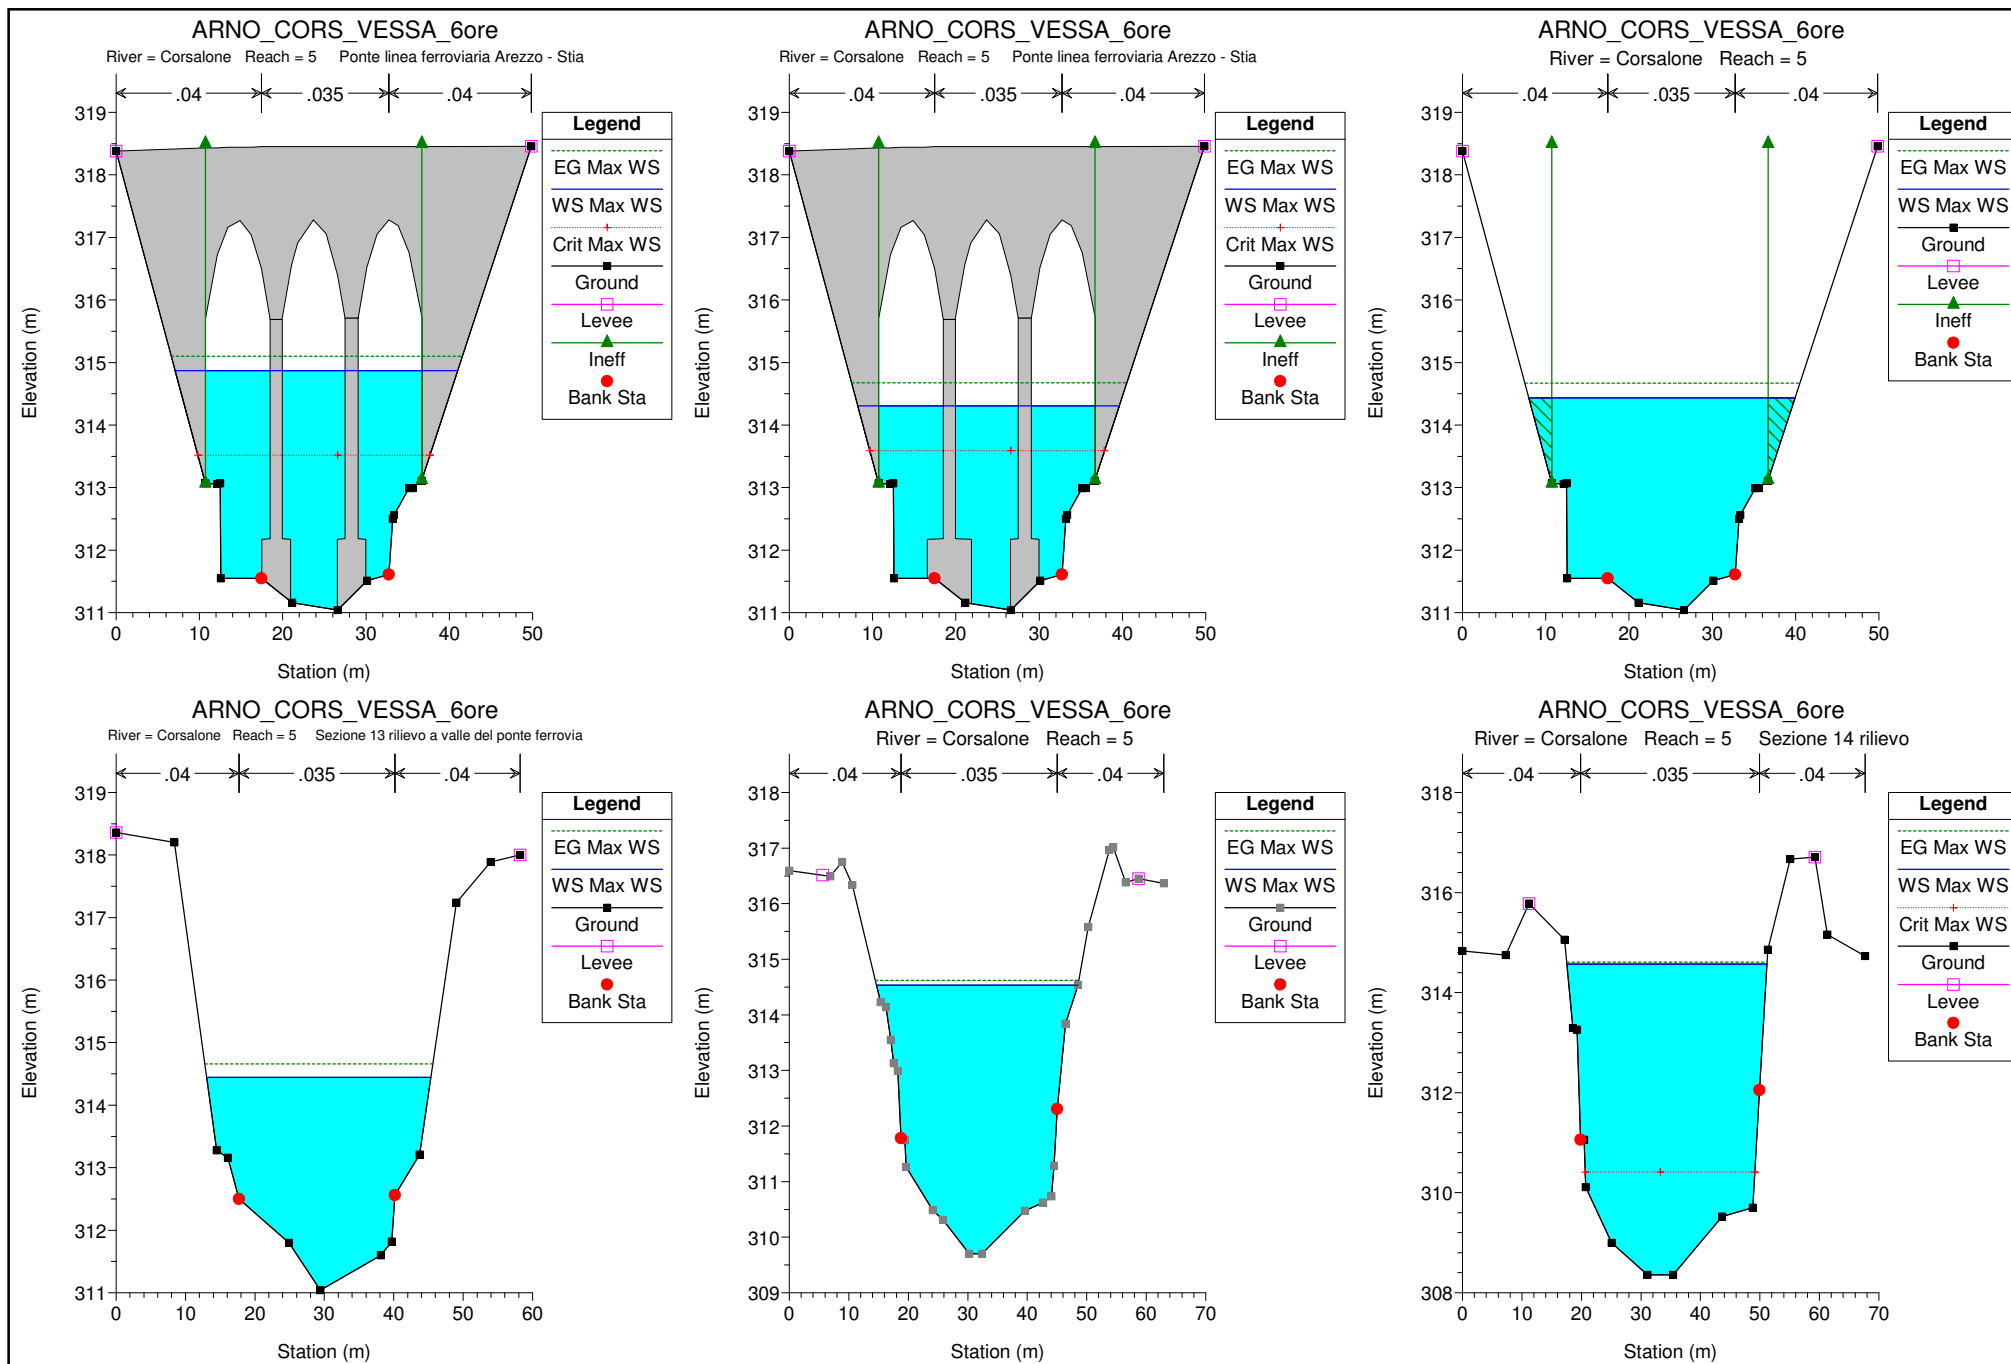 ARNO_CORS_VESSA_6ore
River = Corsalone Reach = 5 Ponte linea ferroviaria Arezzo - Stia
.04 .035 .04
319
318
317
316
315
314
313
312
311
0 10 20 30 40 50
Station (m)
Elevation (m)
Legend
EG Max WS
WS Max WS
Crit Max WS
Ground
Levee
Ineff
Bank Sta
ARNO_CORS_VESSA_6ore
River = Corsalone Reach = 5 Ponte linea ferroviaria Arezzo - Stia
.04 .035 .04
319
318
317
316
315
314
313
312
311
0 10 20 30 40 50
Station (m)
Elevation (m)
Legend
EG Max WS
WS Max WS
Crit Max WS
Ground
Levee
Ineff
Bank Sta
ARNO_CORS_VESSA_6ore
River = Corsalone Reach = 5
.04 .035 .04
319
318
317
316
315
314
313
312
311
0 10 20 30 40 50
Station (m)
Elevation (m)
Legend
EG Max WS
WS Max WS
Ground
Levee
Ineff
Bank Sta
ARNO_CORS_VESSA_6ore
River = Corsalone Reach = 5 Sezione 13 rilievo a valle del ponte ferrovia
.04 .035 .04
319
318
317
316
315
314
313
312
311
0 10 20 30 40 50 60
Station (m)
Elevation (m)
Legend
EG Max WS
WS Max WS
Ground
Levee
Bank Sta
ARNO_CORS_VESSA_6ore
River = Corsalone Reach = 5
.04 .035 .04
318
317
316
315
314
313
312
311
310
309
0 10 20 30 40 50 60 70
Station (m)
Elevation (m)
Legend
EG Max WS
WS Max WS
Ground
Levee
Bank Sta
ARNO_CORS_VESSA_6ore
River = Corsalone Reach = 5 Sezione 14 rilievo
.04 .035 .04
318
316
314
312
310
308
0 10 20 30 40 50 60 70
Station (m)
Elevation (m)
Legend
EG Max WS
WS Max WS
Crit Max WS
Ground
Levee
Bank Sta